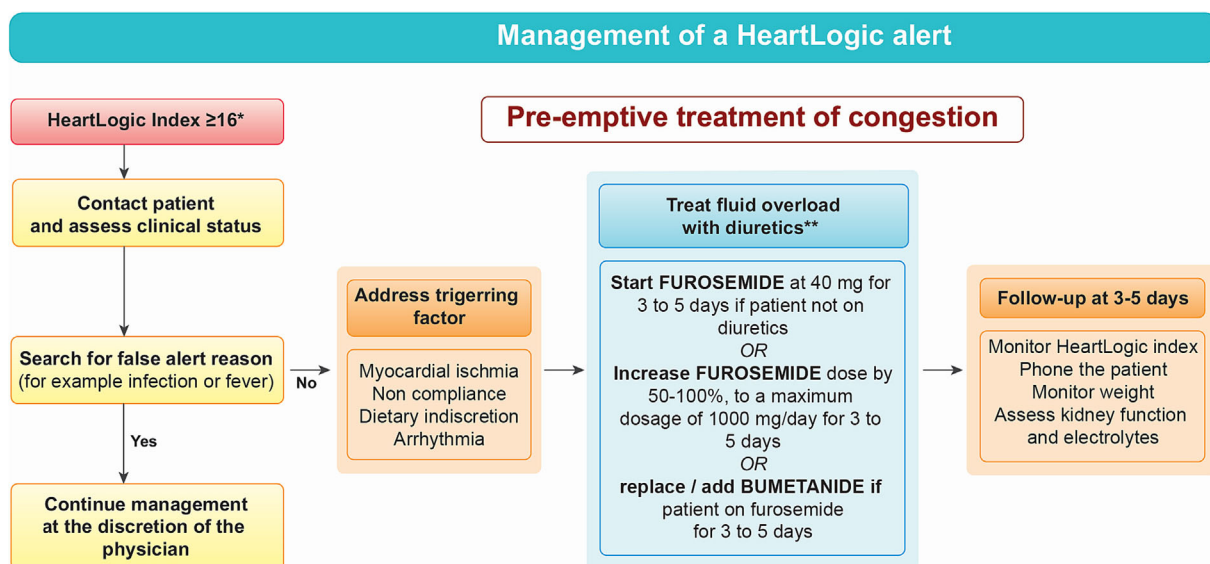 Management of a HeartLogic alert
Pre-emptive treatment of congestion
HeartLogic Index ≥16*
Contact patient
and assess clinical status
Search for false alert reason
(for example infection or fever)
No
Yes
Continue management
at the discretion of the
physician
Address trigerring
factor
Myocardial ischmia
Non compliance
Dietary indiscretion
Arrhythmia
Treat fluid overload
with diuretics**
Start FUROSEMIDE at 40 mg for
3 to 5 days if patient not on
diuretics
OR
Increase FUROSEMIDE dose by
50-100%, to a maximum
dosage of 1000 mg/day for 3 to
5 days
OR
replace / add BUMETANIDE if
patient on furosemide
for 3 to 5 days
Follow-up at 3-5 days
Monitor HeartLogic index
Phone the patient
Monitor weight
Assess kidney function
and electrolytes